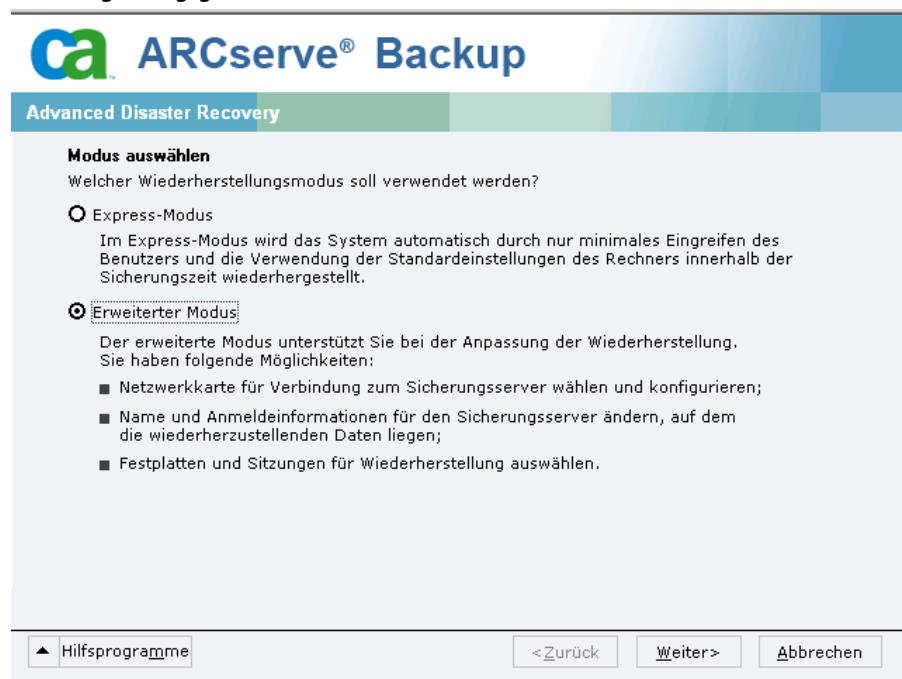 ca ARCserve® Backup
Advanced Disaster Recovery
Modus auswählen
Welcher Wiederherstellungsmodus soll verwendet werden?
Express-Modus
Im Express-Modus wird das System automatisch durch nur minimales Eingreifen des
Benutzers und die Verwendung der Standardeinstellungen des Rechners innerhalb der
Sicherungszeit wiederhergestellt.
Erweiterter Modus
Der erweiterte Modus unterstützt Sie bei der Anpassung der Wiederherstellung.
Sie haben folgende Möglichkeiten:
■ Netzwerkkarte für Verbindung zum Sicherungsserver wählen und konfigurieren;
■ Name und Anmeldeinformationen für den Sicherungsserver ändern, auf dem
die wiederherzustellenden Daten liegen;
■ Festplatten und Sitzungen für Wiederherstellung auswählen.
▲ Hilfsprogramme <Zurück Weiter> Abbrechen